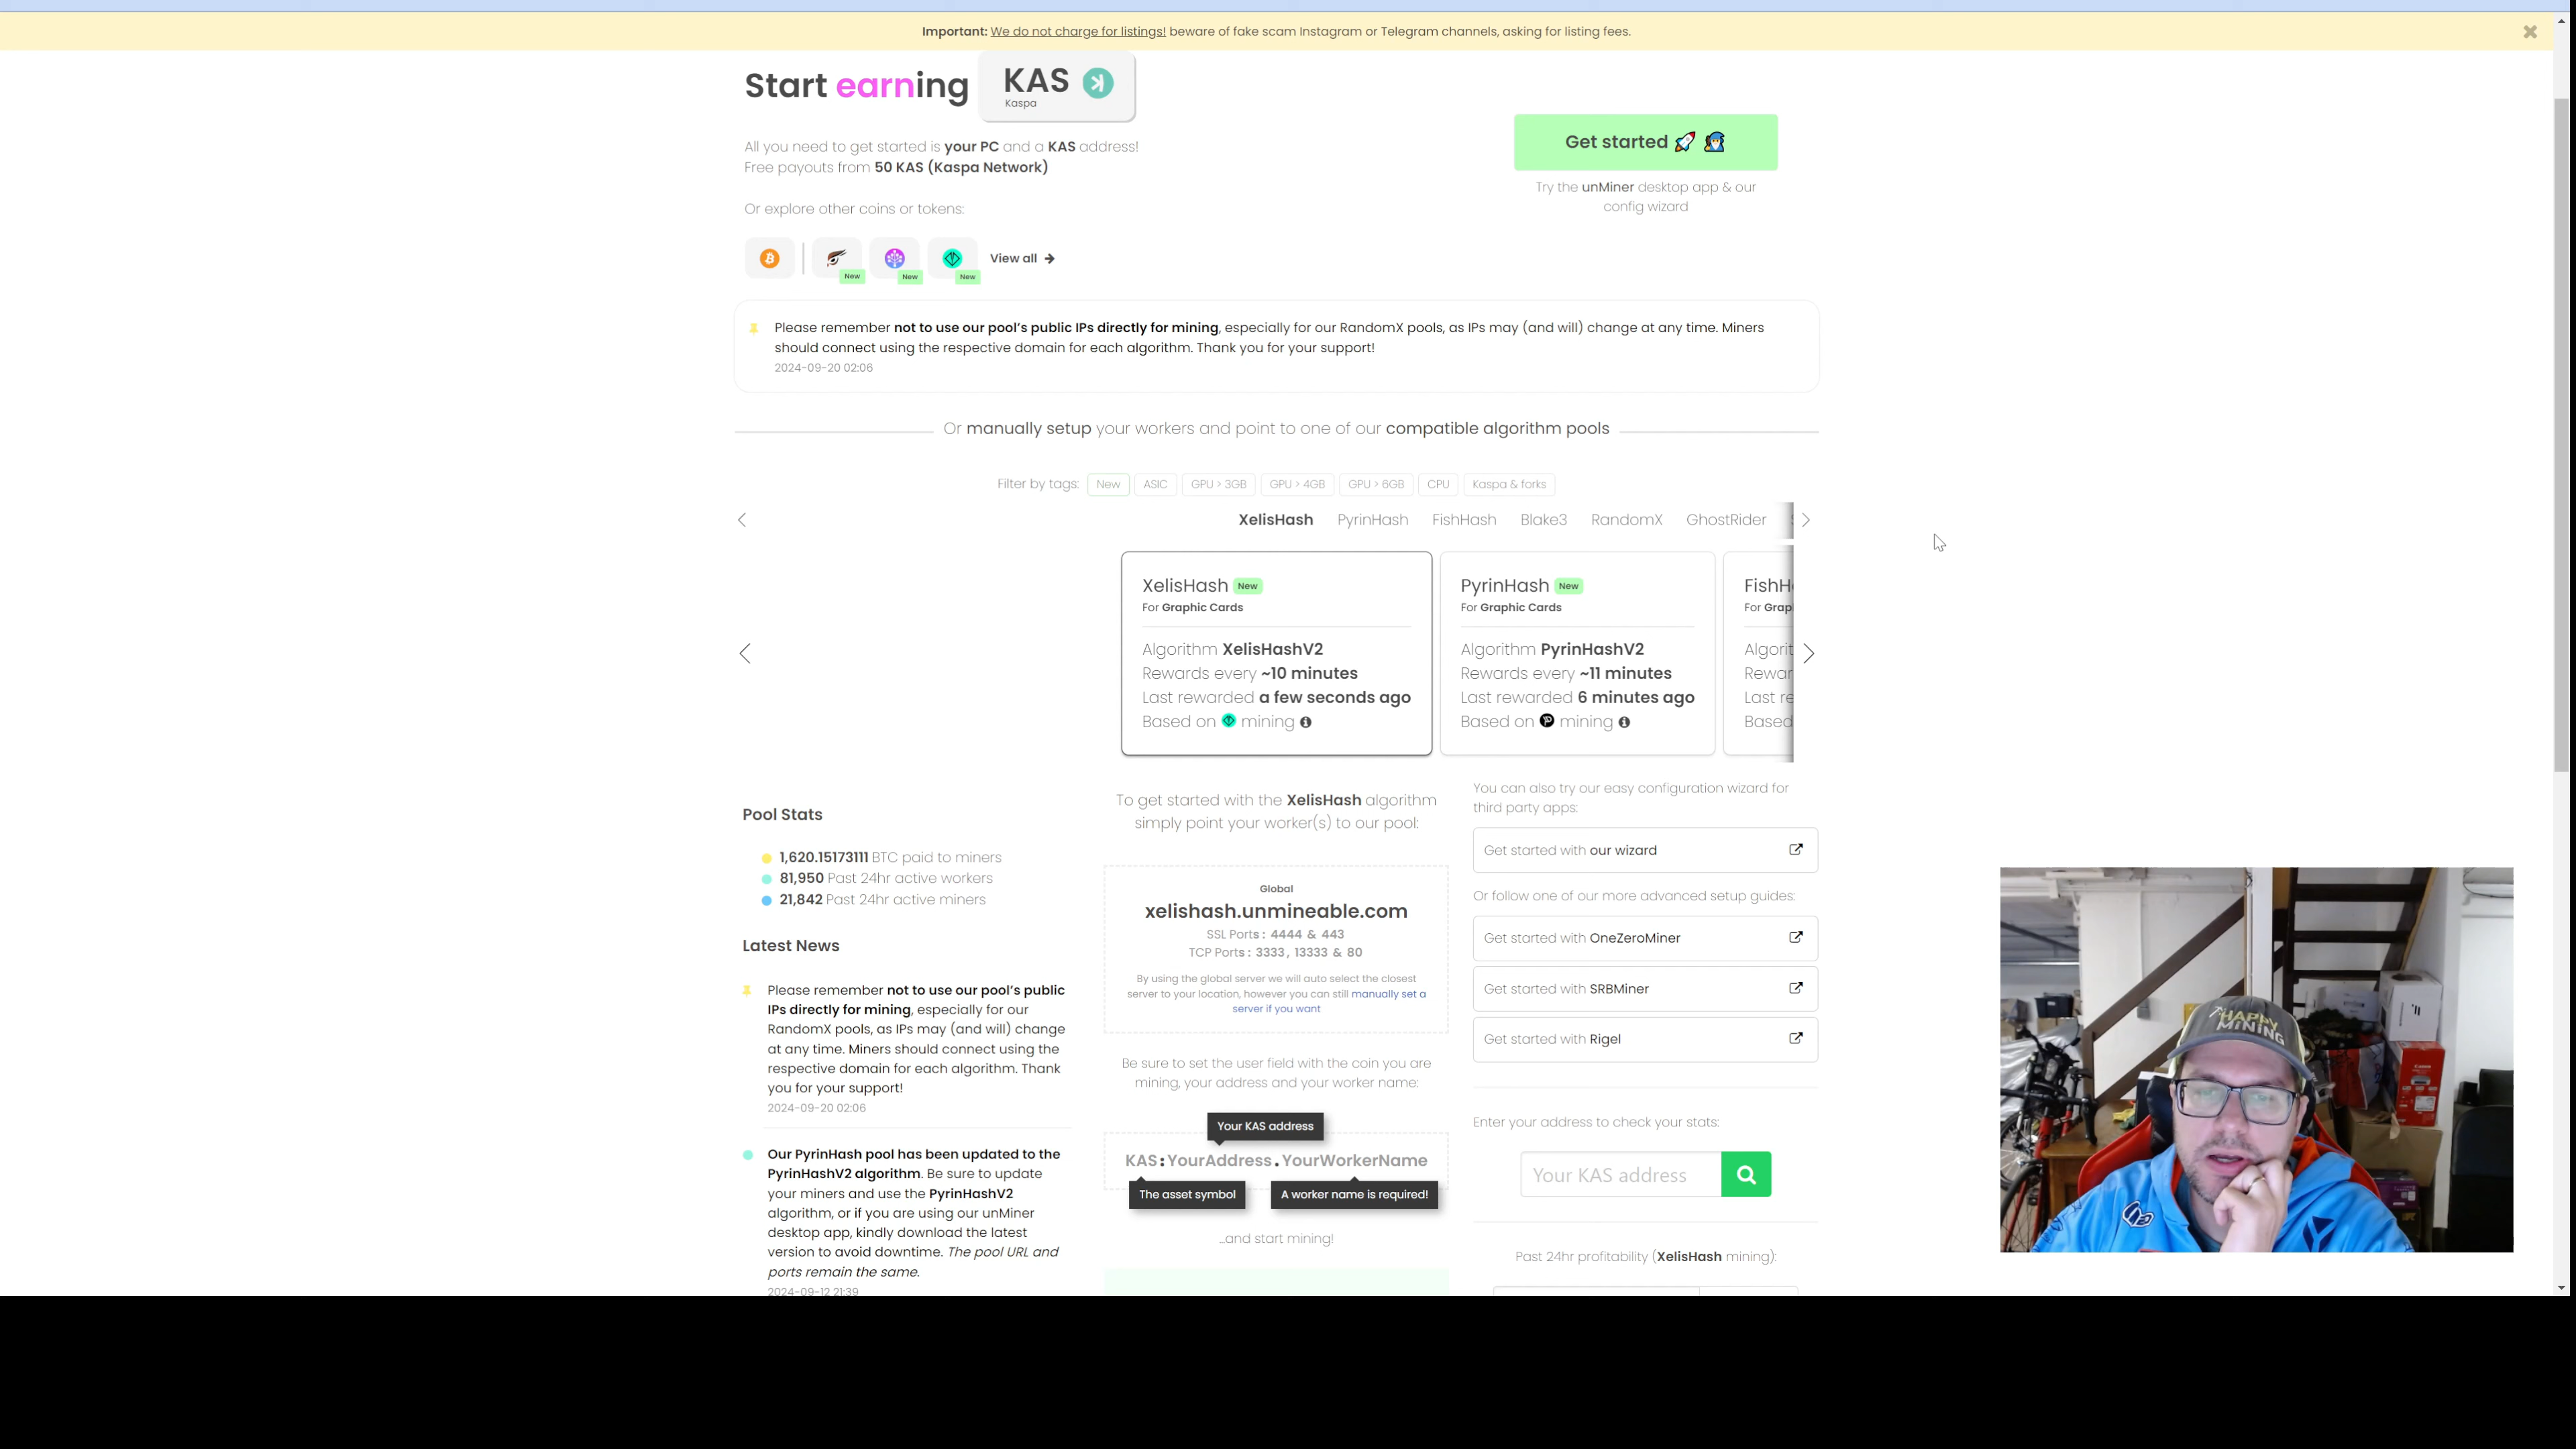 Important: We do not charge for listings! beware of fake scam Instagram or Telegram channels, asking for listing fees.
Start earning
KAS
Kaspa
All you need to get started is your PC and a KAS address!
Free payouts from 50 KAS (Kaspa Network)
Get started
Try the unMiner desktop app & our
config wizard
Or explore other coins or tokens:
New
New
New
View all
Please remember not to use our pool's public IPs directly for mining, especially for our RandomX pools, as IPs may (and will) change at any time. Miners
should connect using the respective domain for each algorithm. Thank you for your support!
2024-09-20 02:06
Or manually setup your workers and point to one of our compatible algorithm pools
Filter by tags: New ASIC GPU > 3GB GPU > 4GB GPU > 6GB CPU Kaspa & forks
XelisHash PyrinHash FishHash Blake3 RandomX GhostRider
XelisHash New
For Graphic Cards
Algorithm XelisHashV2
Rewards every ~10 minutes
Last rewarded a few seconds ago
Based on mining
PyrinHash New
For Graphic Cards
Algorithm PyrinHashV2
Rewards every ~11 minutes
Last rewarded 6 minutes ago
Based on mining
FishH
For Grap
Algorit
Rewar
Last re
Based
Pool Stats
1,620.15173111 BTC paid to miners
81,950 Past 24hr active workers
21,842 Past 24hr active miners
Latest News
Please remember not to use our pool's public
IPs directly for mining, especially for our
RandomX pools, as IPs may (and will) change
at any time. Miners should connect using the
respective domain for each algorithm. Thank
you for your support!
2024-09-20 02:06
Our PyrinHash pool has been updated to the
PyrinHashV2 algorithm. Be sure to update
your miners and use the PyrinHashV2
algorithm, or if you are using our unMiner
desktop app, kindly download the latest
version to avoid downtime. The pool URL and
ports remain the same.
2024-09-12 21:39
To get started with the XelisHash algorithm
simply point your worker(s) to our pool:
Global
xelishash.unmineable.com
SSL Ports: 4444 & 443
TCP Ports: 3333, 13333 & 80
By using the global server we will auto select the closest
server to your location, however you can still manually set a
server if you want
Be sure to set the user field with the coin you are
mining, your address and your worker name:
Your KAS address
KAS:YourAddress.YourWorkerName
The asset symbol
A worker name is required!
...and start mining!
You can also try our easy configuration wizard for
third party apps:
Get started with our wizard
Or follow one of our more advanced setup guides:
Get started with OneZeroMiner
Get started with SRBMiner
Get started with Rigel
Enter your address to check your stats:
Your KAS address
Past 24hr profitability (XelisHash mining):
HAPPY
MINING